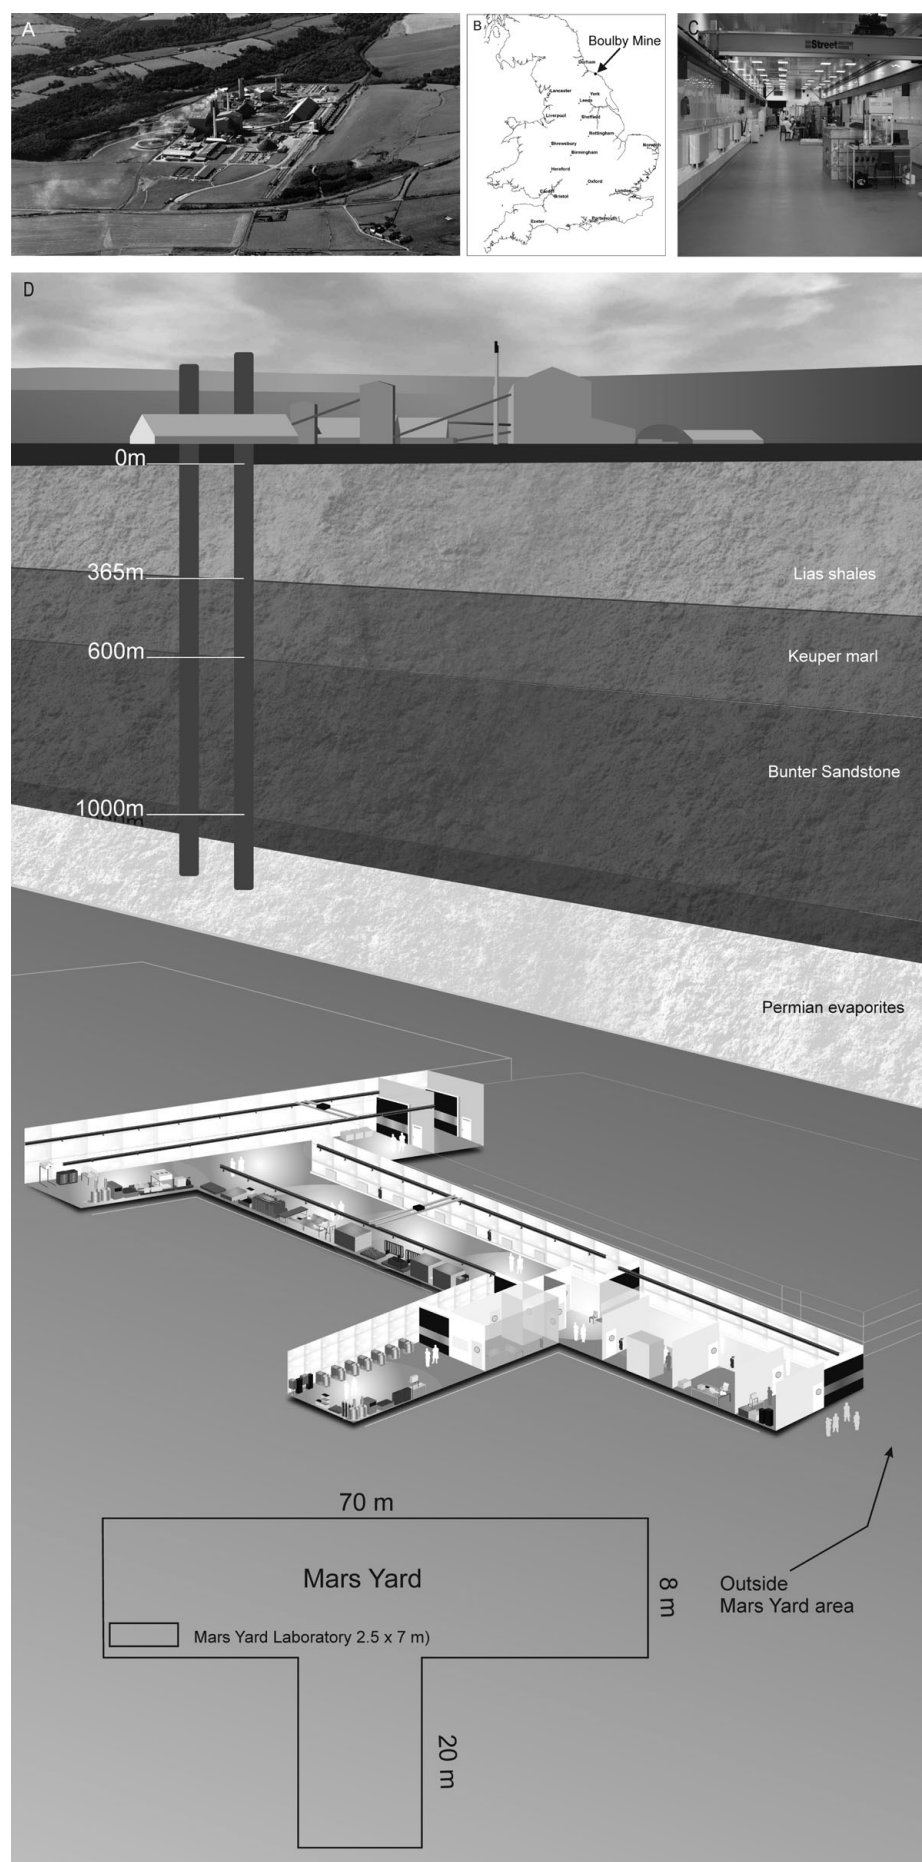 A
B
Boulby Mine
Durham
Lancaster
York
Leeds
Liverpool
Sheffield
Nottingham
Shrewsbury
Norwich
Birmingham
Hereford
Oxford
Cardiff
London
Bristol
Exeter
Portsmouth
C
Street
D
0m
365m
Lias shales
600m
Keuper marl
Bunter Sandstone
1000m
Permian evaporites
70 m
Mars Yard
8 m
Outside
Mars Yard area
Mars Yard Laboratory 2.5 x 7 m)
20 m